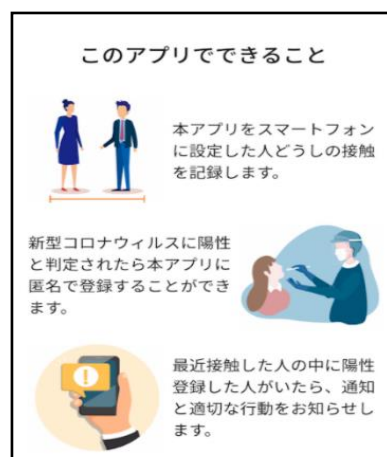 このアプリでできること
本アプリをスマートフォン
に設定した人どうしの接触
を記録します。
新型コロナウィルスに陽性
と判定されたら本アプリに
匿名で登録することができ
ます。
最近接触した人の中に陽性
登録した人がいたら、通知
と適切な行動をお知らせし
ます。